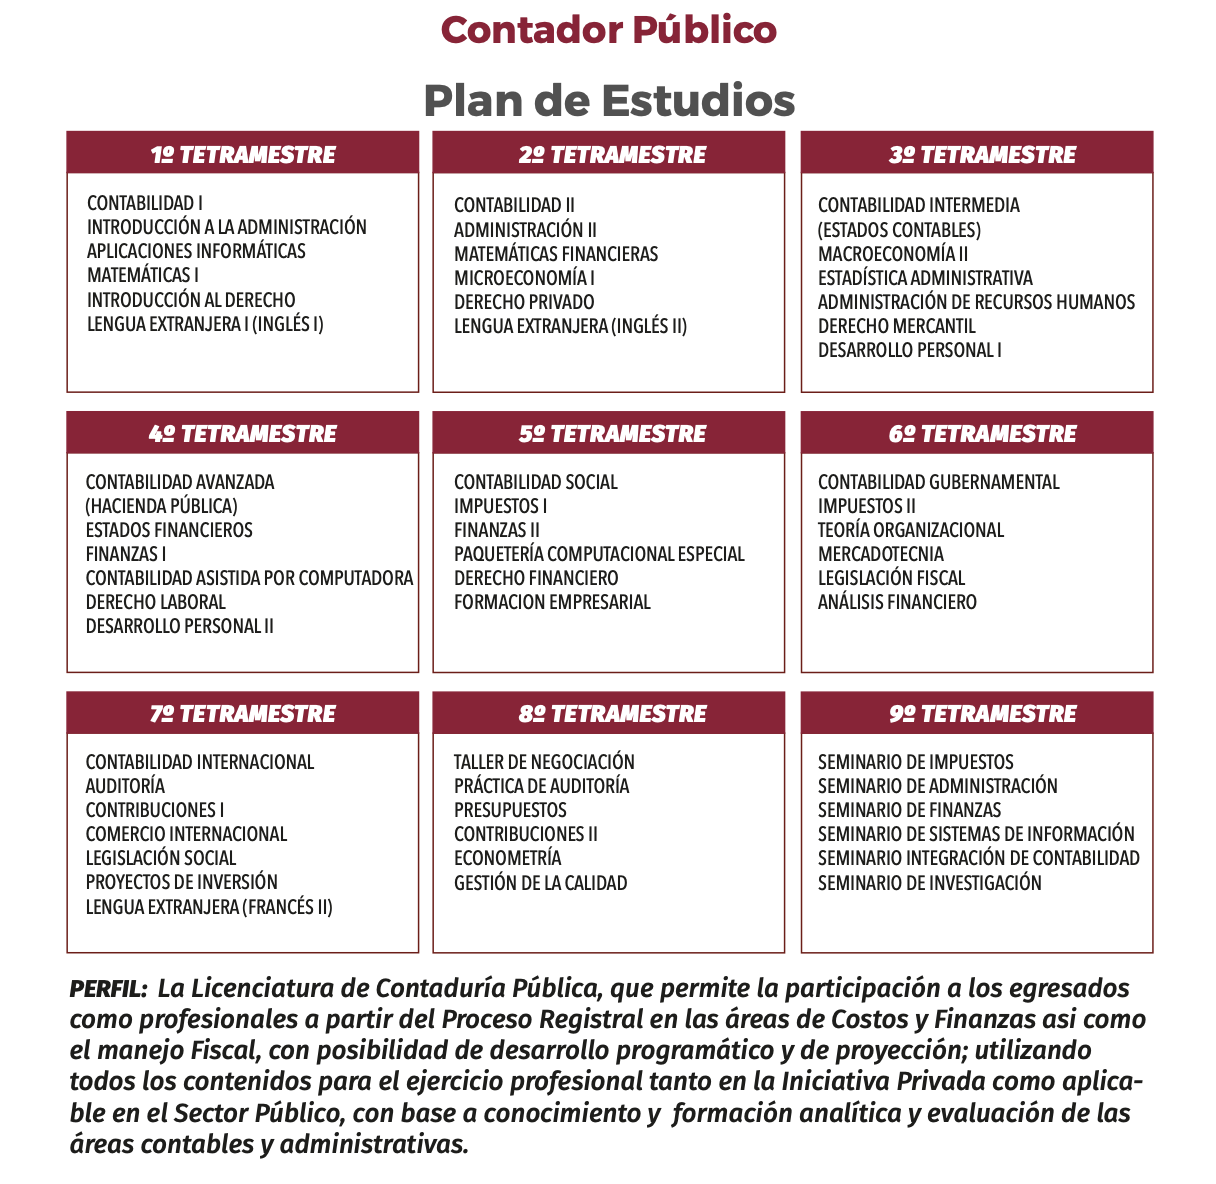 Contador Público
Plan de Estudios
1º TETRAMESTRE
CONTABILIDAD I
INTRODUCCIÓN A LA ADMINISTRACIÓN
APLICACIONES INFORMÁTICAS
MATEMÁTICAS I
INTRODUCCIÓN AL DERECHO
LENGUA EXTRANJERA I (INGLÉS I)
2º TETRAMESTRE
CONTABILIDAD II
ADMINISTRACIÓN II
MATEMÁTICAS FINANCIERAS
MICROECONOMÍA I
DERECHO PRIVADO
LENGUA EXTRANJERA (INGLÉS II)
3º TETRAMESTRE
CONTABILIDAD INTERMEDIA
(ESTADOS CONTABLES)
MACROECONOMÍA II
ESTADÍSTICA ADMINISTRATIVA
ADMINISTRACIÓN DE RECURSOS HUMANOS
DERECHO MERCANTIL
DESARROLLO PERSONAL I
4º TETRAMESTRE
CONTABILIDAD AVANZADA
(HACIENDA PÚBLICA)
ESTADOS FINANCIEROS
FINANZAS I
CONTABILIDAD ASISTIDA POR COMPUTADORA
DERECHO LABORAL
DESARROLLO PERSONAL II
5º TETRAMESTRE
CONTABILIDAD SOCIAL
IMPUESTOS I
FINANZAS II
PAQUETERÍA COMPUTACIONAL ESPECIAL
DERECHO FINANCIERO
FORMACION EMPRESARIAL
6º TETRAMESTRE
CONTABILIDAD GUBERNAMENTAL
IMPUESTOS II
TEORÍA ORGANIZACIONAL
MERCADOTECNIA
LEGISLACIÓN FISCAL
ANÁLISIS FINANCIERO
7º TETRAMESTRE
CONTABILIDAD INTERNACIONAL
AUDITORÍA
CONTRIBUCIONES I
COMERCIO INTERNACIONAL
LEGISLACIÓN SOCIAL
PROYECTOS DE INVERSIÓN
LENGUA EXTRANJERA (FRANCÉS II)
8º TETRAMESTRE
TALLER DE NEGOCIACIÓN
PRÁCTICA DE AUDITORÍA
PRESUPUESTOS
CONTRIBUCIONES II
ECONOMETRÍA
GESTIÓN DE LA CALIDAD
9º TETRAMESTRE
SEMINARIO DE IMPUESTOS
SEMINARIO DE ADMINISTRACIÓN
SEMINARIO DE FINANZAS
SEMINARIO DE SISTEMAS DE INFORMACIÓN
SEMINARIO INTEGRACIÓN DE CONTABILIDAD
SEMINARIO DE INVESTIGACIÓN
PERFIL: La Licenciatura de Contaduría Pública, que permite la participación a los egresados
como profesionales a partir del Proceso Registral en las áreas de Costos y Finanzas asi como
el manejo Fiscal, con posibilidad de desarrollo programático y de proyección; utilizando
todos los contenidos para el ejercicio profesional tanto en la Iniciativa Privada como aplica-
ble en el Sector Público, con base a conocimiento y formación analítica y evaluación de las
áreas contables y administrativas.